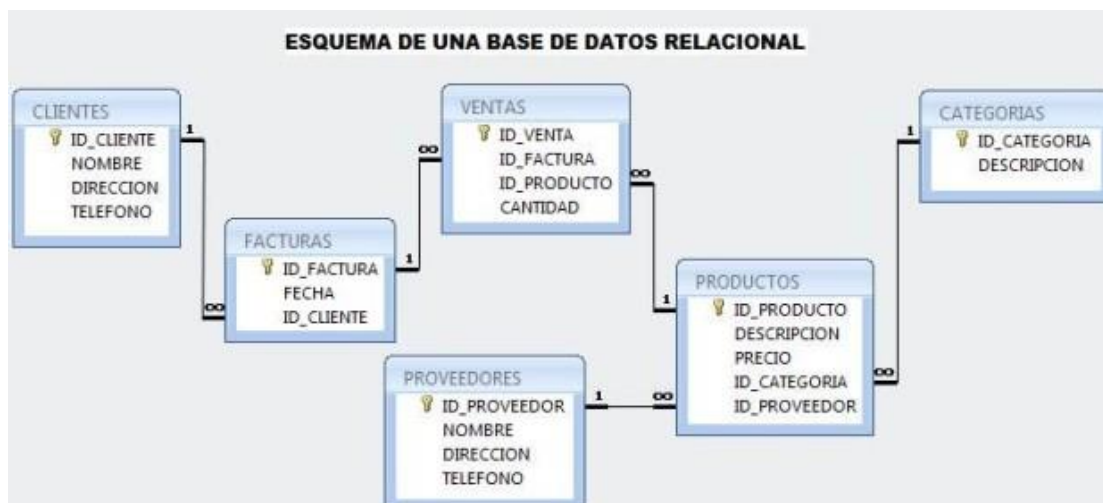 ESQUEMA DE UNA BASE DE DATOS RELACIONAL
CLIENTES
ID_CLIENTE
NOMBRE
DIRECCION
TELEFONO
1
∞
FACTURAS
ID_FACTURA
FECHA
ID_CLIENTE
1
∞
VENTAS
ID_VENTA
ID_FACTURA
ID_PRODUCTO
CANTIDAD
∞
1
PRODUCTOS
ID_PRODUCTO
DESCRIPCION
PRECIO
ID_CATEGORIA
ID_PROVEEDOR
∞
1
CATEGORIAS
ID_CATEGORIA
DESCRIPCION
PROVEEDORES
ID_PROVEEDOR
NOMBRE
DIRECCION
TELEFONO
1
∞